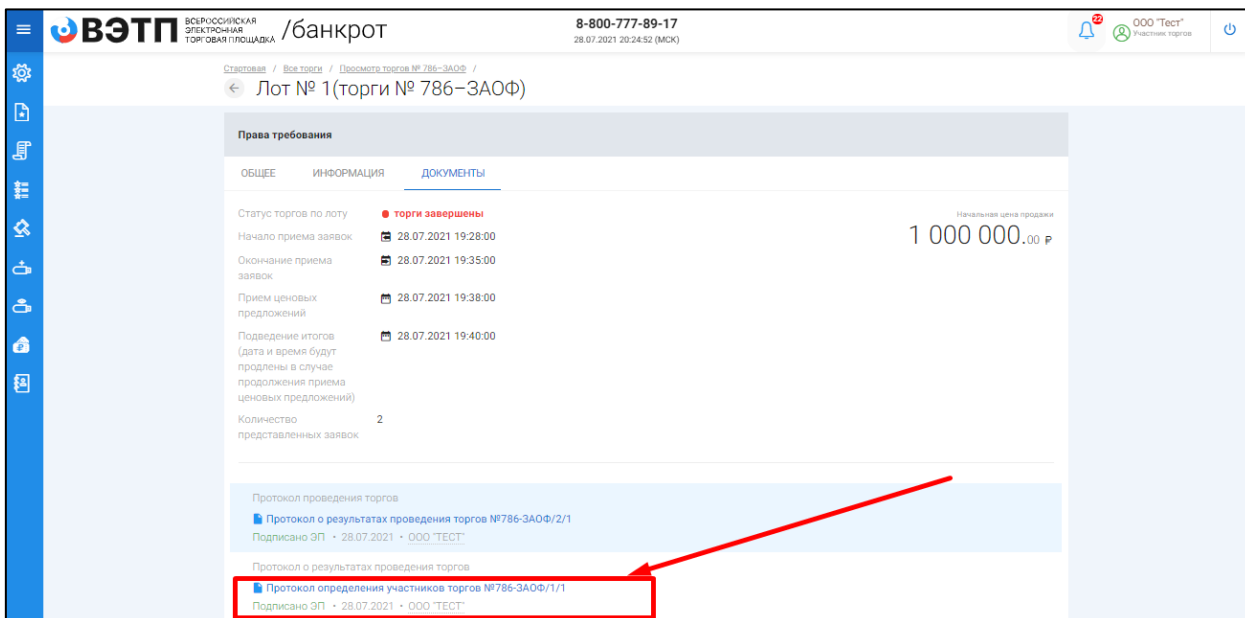 ВЭТП
ВСЕРОССИЙСКАЯ
ЭЛЕКТРОННАЯ
ТОРГОВАЯ ПЛОЩАДКА
/банкрот
8-800-777-89-17
28.07.2021 20:24:52 (МСК)
22
ООО "Тест"
Участник торгов
Стартовая / Все торги / Просмотр торгов № 786–ЗАОФ /
Лот № 1(торги № 786–ЗАОФ)
Права требования
ОБЩЕЕ ИНФОРМАЦИЯ ДОКУМЕНТЫ
Статус торгов по лоту торги завершены
Начальная цена продажи
1 000 000.00 ₽
Начало приема заявок 28.07.2021 19:28:00
Окончание приема 28.07.2021 19:35:00
заявок
Прием ценовых 28.07.2021 19:38:00
предложений
Подведение итогов 28.07.2021 19:40:00
(дата и время будут
продлены в случае
продолжения приема
ценовых предложений)
Количество 2
представленных заявок
Протокол проведения торгов
Протокол о результатах проведения торгов №786-ЗАОФ/2/1
Подписано ЭП • 28.07.2021 • ООО "ТЕСТ"
Протокол о результатах проведения торгов
Протокол определения участников торгов №786-ЗАОФ/1/1
Подписано ЭП • 28.07.2021 • ООО "ТЕСТ"